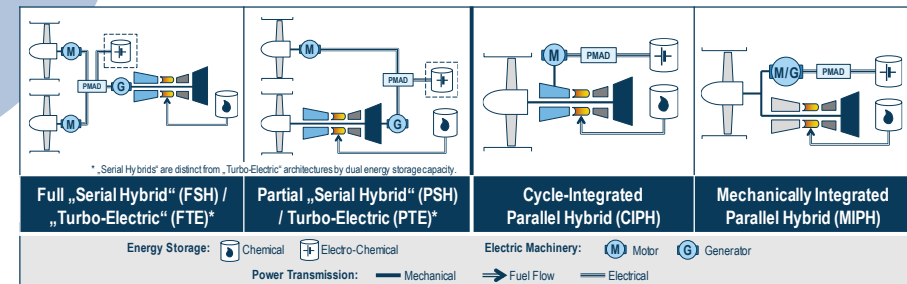 M
PMAD
G
M
M
PMAD
G
M
PMAD
M/G
PMAD
* „Serial Hybrids“ are distinct from „Turbo-Electric“ architectures by dual energy storage capacity.
Full „Serial Hybrid“ (FSH) /
„Turbo-Electric“ (FTE)*
Partial „Serial Hybrid“ (PSH)
/ Turbo-Electric (PTE)*
Cycle-Integrated
Parallel Hybrid (CIPH)
Mechanically Integrated
Parallel Hybrid (MIPH)
Energy Storage: Chemical Electro-Chemical Electric Machinery: M Motor G Generator
Power Transmission: Mechanical Fuel Flow Electrical